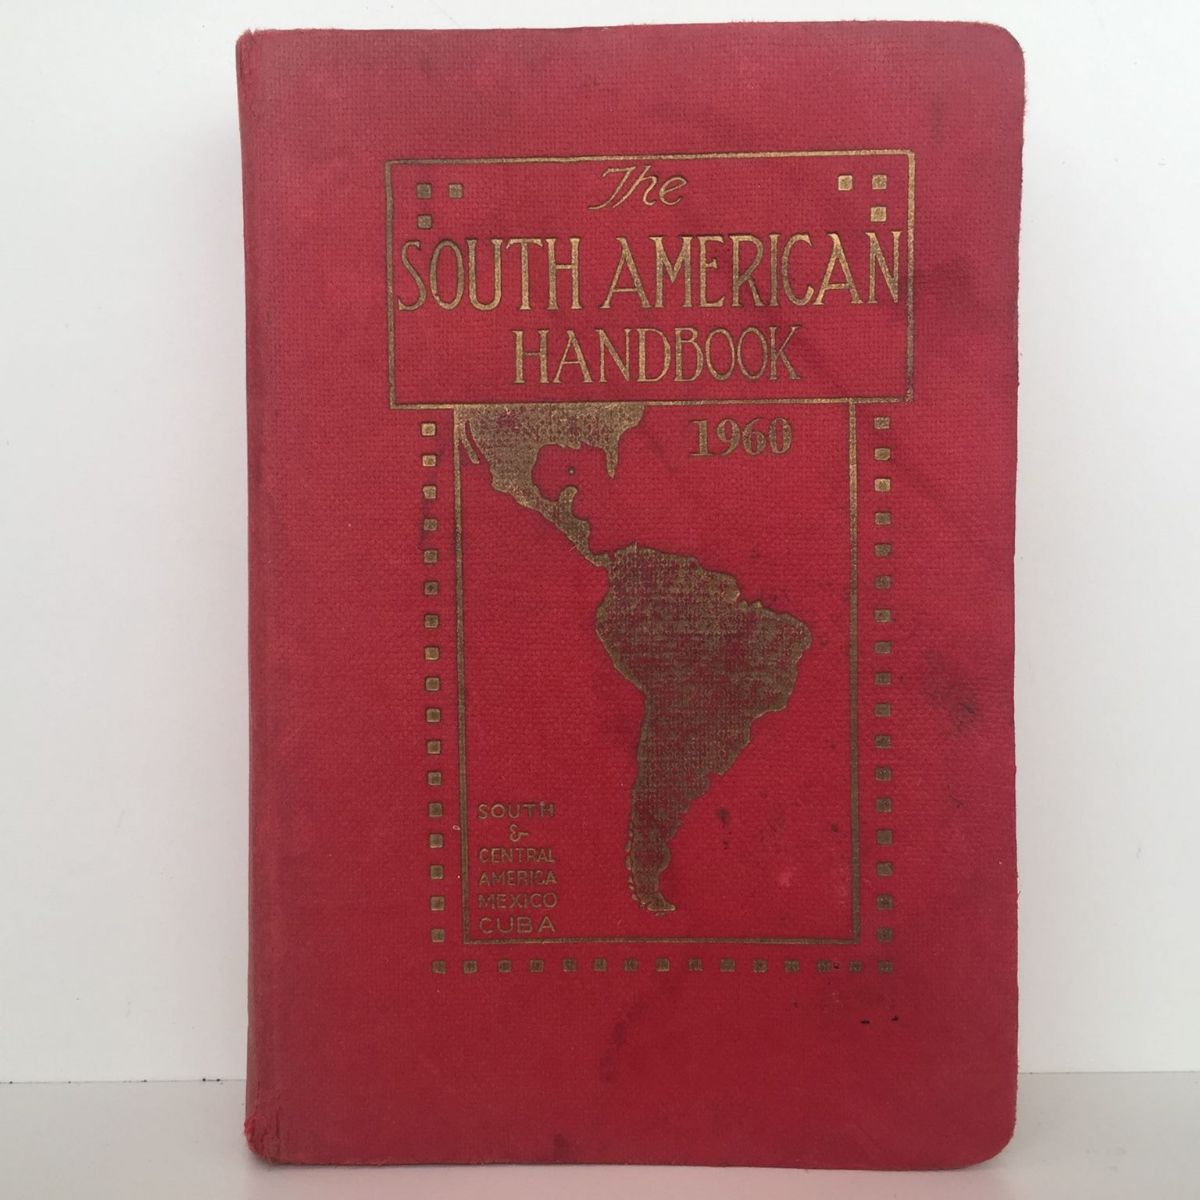 The
SOUTH AMERICAN
HANDBOOK
1960
SOUTH
&
CENTRAL
AMERICA
MEXICO
CUBA